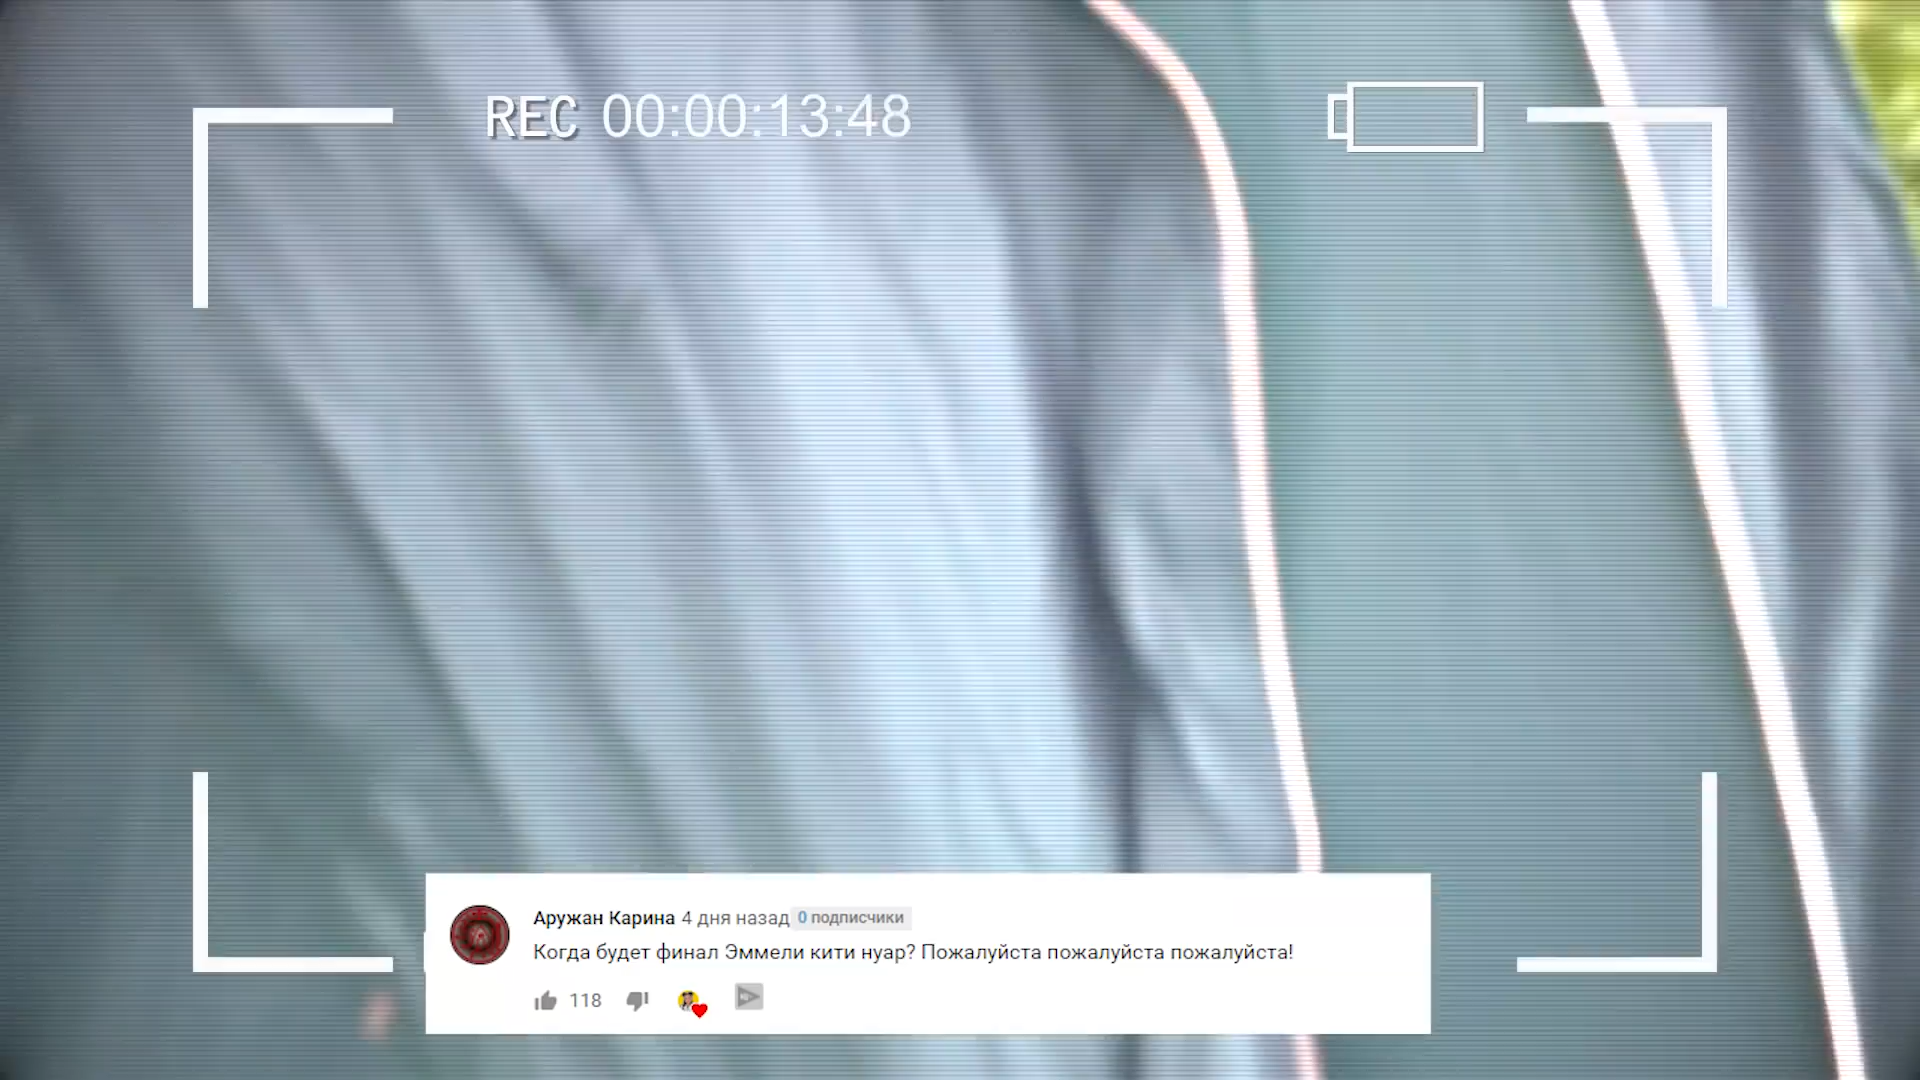 REC 00:00:13:48
Аружан Карина 4 дня назад 0 подписчики
Когда будет финал Эммели кити нуар? Пожалуйста пожалуйста пожалуйста!
118